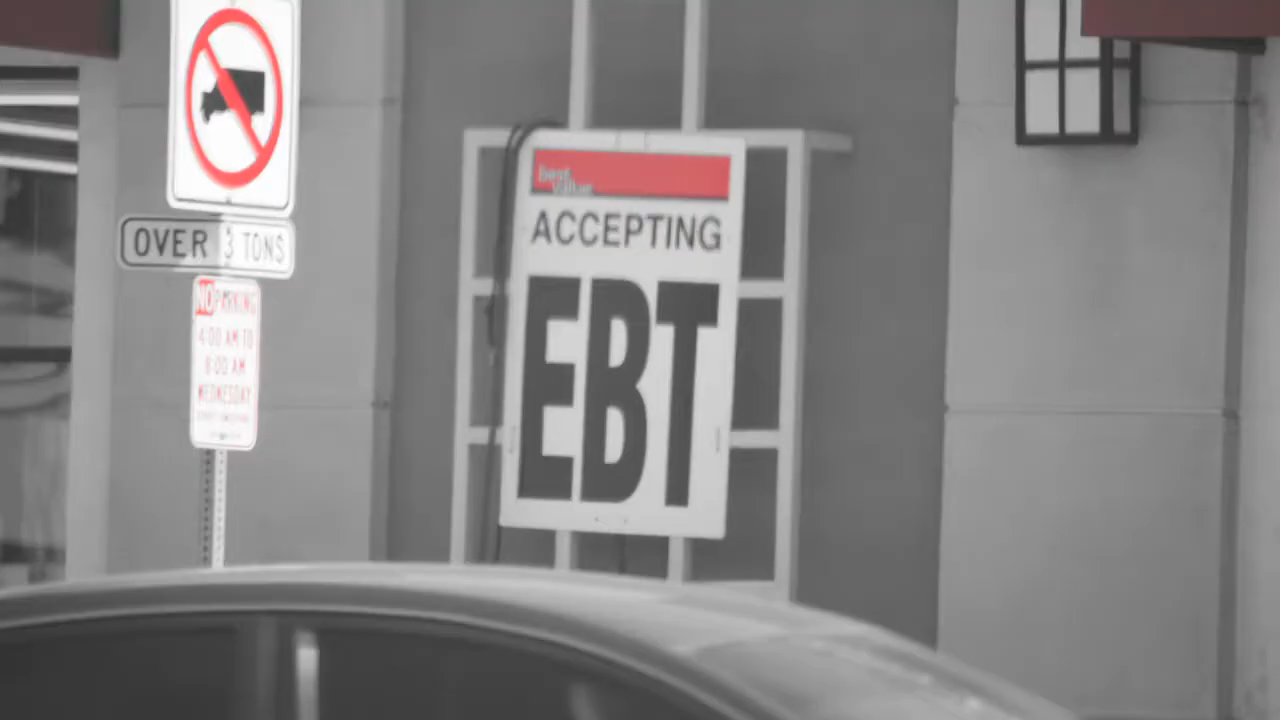 OVER 3 TONS
NO PARKING
4:00 AM TO
8:00 AM
WEDNESDAY
best
value
ACCEPTING
EBT